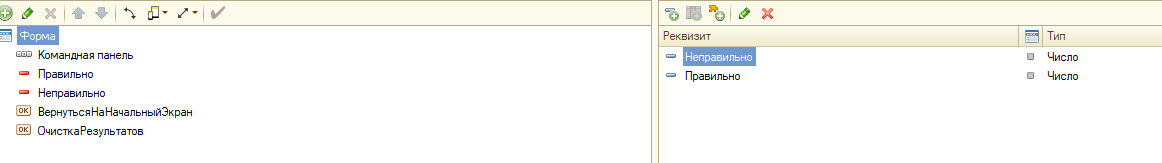 Форма
Командная панель
Правильно
Неправильно
ВернутьсяНаНачальныйЭкран
ОчисткаРезультатов
Реквизит Тип
Неправильно Число
Правильно Число